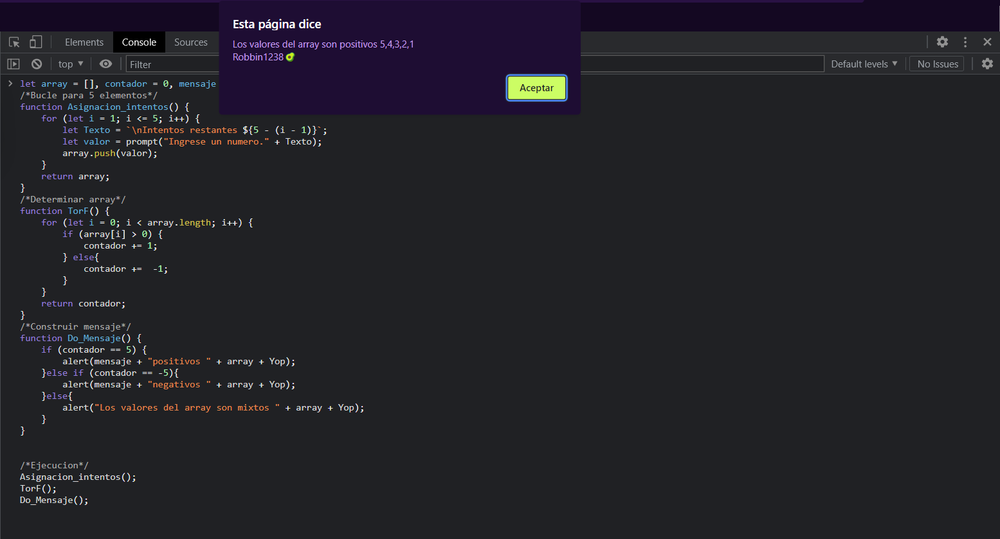 Esta página dice
Los valores del array son positivos 5,4,3,2,1
Robbin1238🥑
Aceptar
Elements Console Sources
top ▼ Filter Default levels ▼ No Issues
> let array = [], contador = 0, mensaje
/*Bucle para 5 elementos*/
function Asignacion_intentos() {
    for (let i = 1; i <= 5; i++) {
        let Texto = `\nIntentos restantes ${5 - (i - 1)}`;
        let valor = prompt("Ingrese un numero." + Texto);
        array.push(valor);
    }
    return array;
}
/*Determinar array*/
function TorF() {
    for (let i = 0; i < array.length; i++) {
        if (array[i] > 0) {
            contador += 1;
        } else{
            contador +=  -1;
        }
    }
    return contador;
}
/*Construir mensaje*/
function Do_Mensaje() {
    if (contador == 5) {
        alert(mensaje + "positivos " + array + Yop);
    }else if (contador == -5){
        alert(mensaje + "negativos " + array + Yop);
    }else{
        alert("Los valores del array son mixtos " + array + Yop);
    }
}
/*Ejecucion*/
Asignacion_intentos();
TorF();
Do_Mensaje();